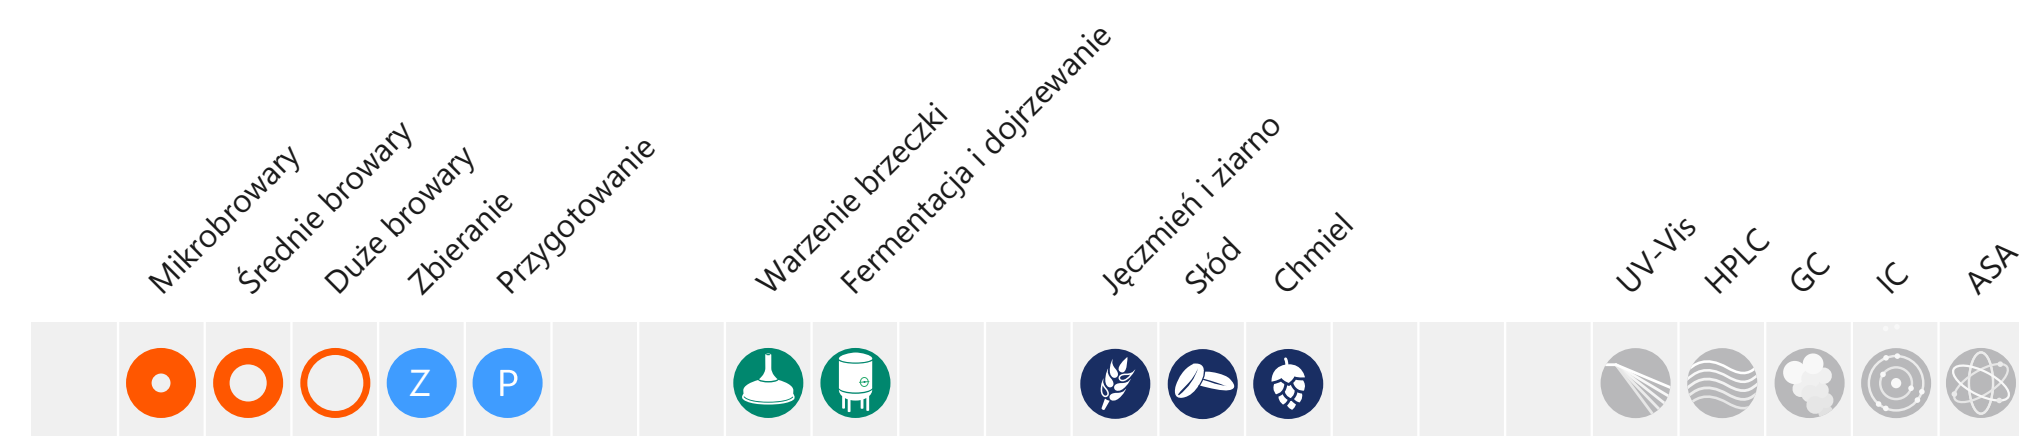 Mikrobrowary
Średnie browary
Duże browary
Zbieranie
Przygotowanie
Warzenie brzeczki
Fermentacja i dojrzewanie
Jęczmień i ziarno
Słód
Chmiel
UV-Vis
HPLC
GC
IC
ASA
Z
P